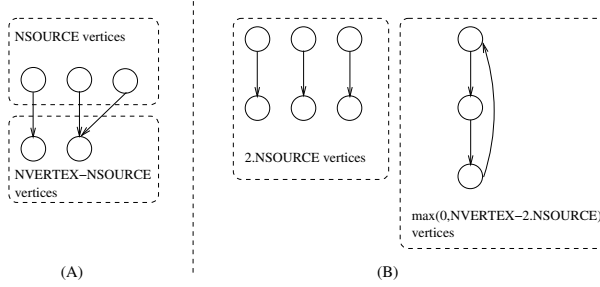 NSOURCE vertices
NVERTEX−NSOURCE
vertices
(A)
2.NSOURCE vertices
max(0,NVERTEX−2.NSOURCE)
vertices
(B)